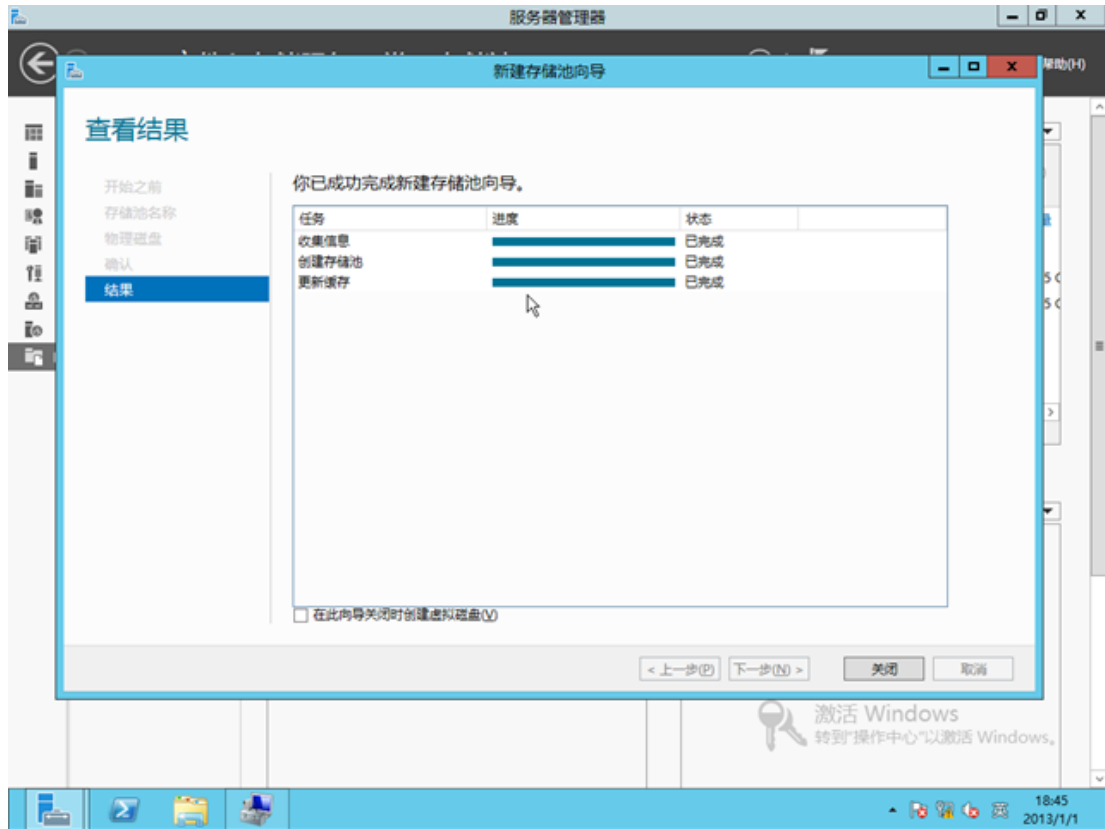 服务器管理器
新建存储池向导
帮助(H)
查看结果
开始之前
存储池名称
物理磁盘
确认
结果
你已成功完成新建存储池向导。
任务 进度 状态
收集信息 已完成
创建存储池 已完成
更新缓存 已完成
在此向导关闭时创建虚拟磁盘(V)
< 上一步(P) 下一步(N) > 关闭 取消
激活 Windows
转到"操作中心"以激活 Windows。
英
18:45
2013/1/1